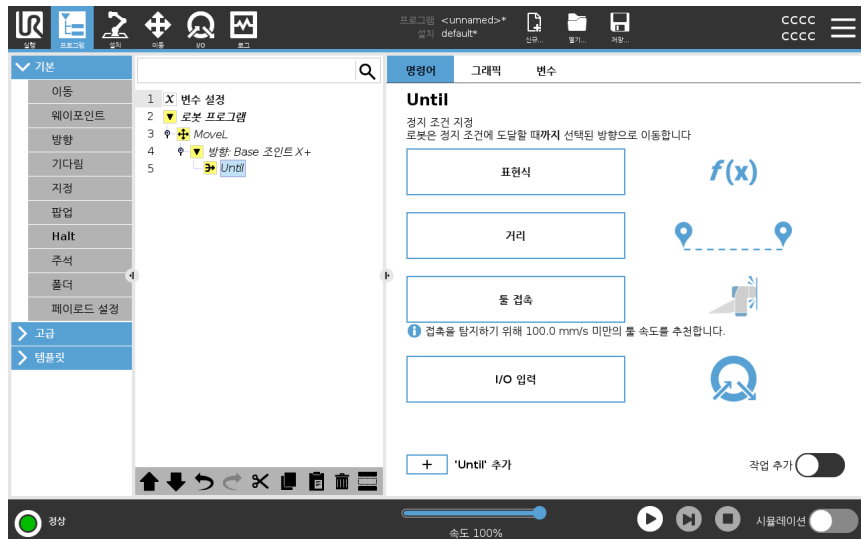 UR
실행
프로그램
설치
이동
I/O
로그
프로그램 <unnamed>*
설치 default*
신규...
열기...
저장...
CCCC
CCCC
기본
이동
웨이포인트
방향
기다림
지정
팝업
Halt
주석
폴더
페이로드 설정
고급
템플릿
1 X 변수 설정
2 로봇 프로그램
3 MoveL
4 방향: Base 조인트 X+
5 Until
명령어 그래픽 변수
Until
정지 조건 지정
로봇은 정지 조건에 도달할 때까지 선택된 방향으로 이동합니다
표현식
f(x)
거리
툴 접촉
접촉을 탐지하기 위해 100.0 mm/s 미만의 툴 속도를 추천합니다.
I/O 입력
+ 'Until' 추가
작업 추가
정상
속도 100%
시뮬레이션